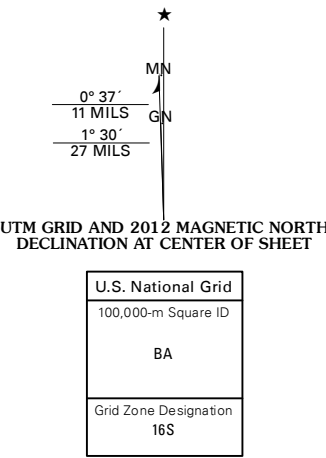 ★
MN
0° 37´
11 MILS
GN
1° 30´
27 MILS
UTM GRID AND 2012 MAGNETIC NORTH
DECLINATION AT CENTER OF SHEET
U.S. National Grid
100,000-m Square ID
BA
Grid Zone Designation
16S